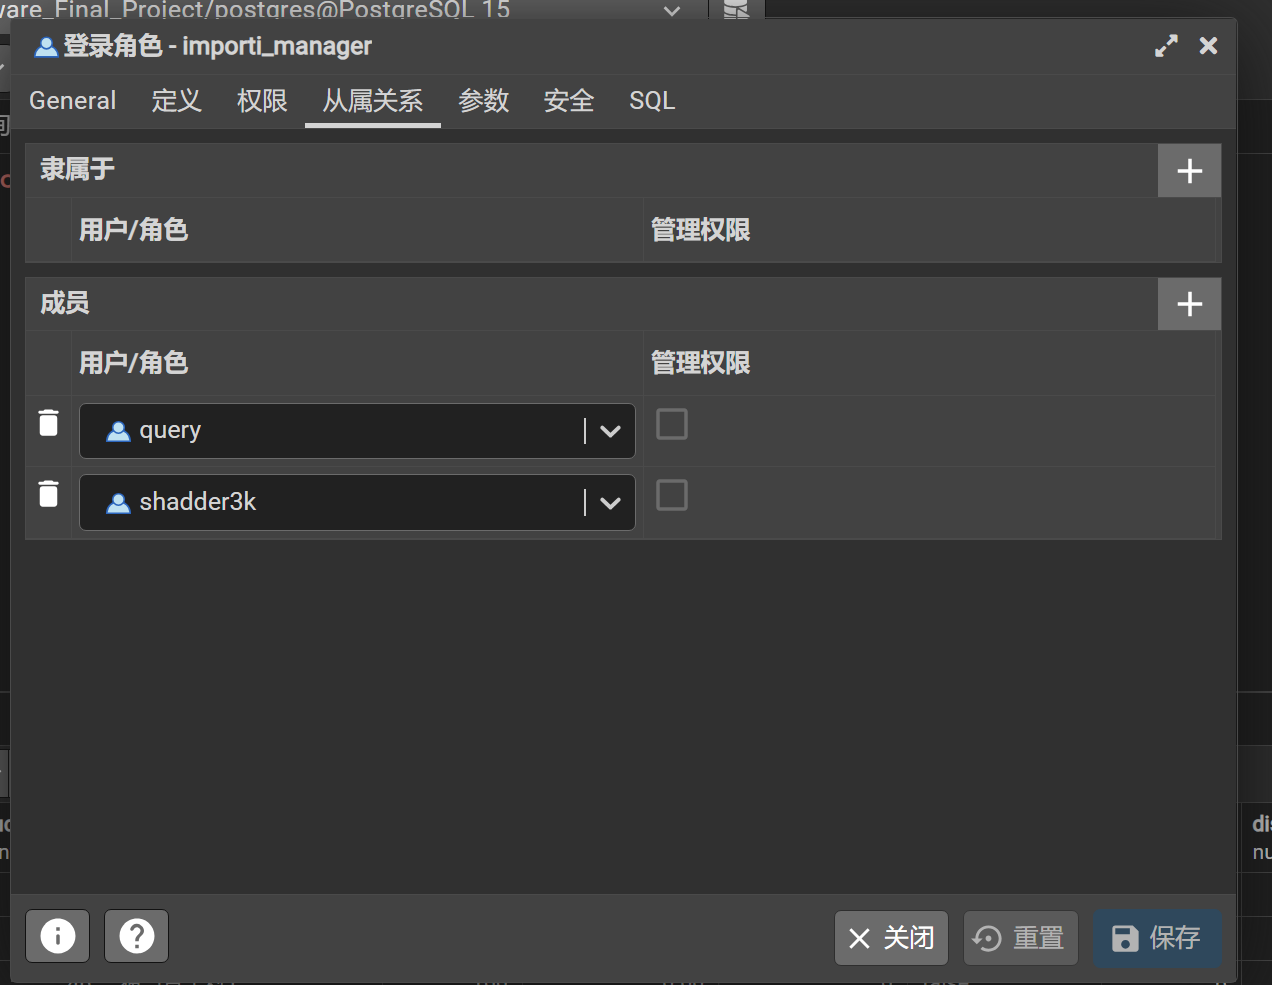 ware_Final_Project/postgres@PostgreSQL 15
登录角色 - importi_manager
General 定义 权限 从属关系 参数 安全 SQL
隶属于
用户/角色 管理权限
成员
用户/角色 管理权限
query
shadder3k
关闭 重置 保存